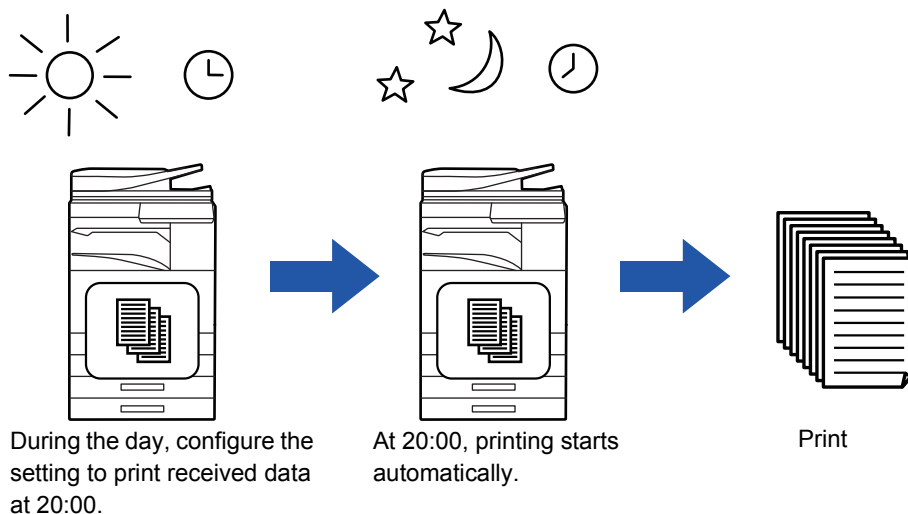 During the day, configure the
setting to print received data
at 20:00.
At 20:00, printing starts
automatically.
Print